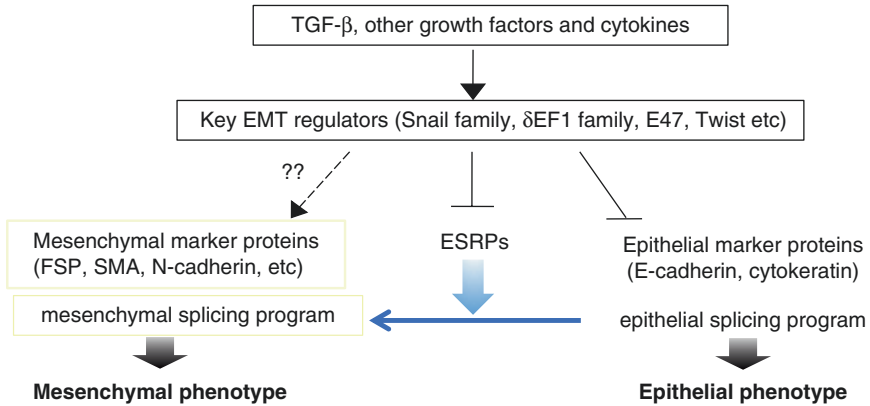 TGF-β, other growth factors and cytokines
Key EMT regulators (Snail family, δEF1 family, E47, Twist etc)
??
Mesenchymal marker proteins
(FSP, SMA, N-cadherin, etc)
ESRPs
Epithelial marker proteins
(E-cadherin, cytokeratin)
mesenchymal splicing program
epithelial splicing program
Mesenchymal phenotype
Epithelial phenotype